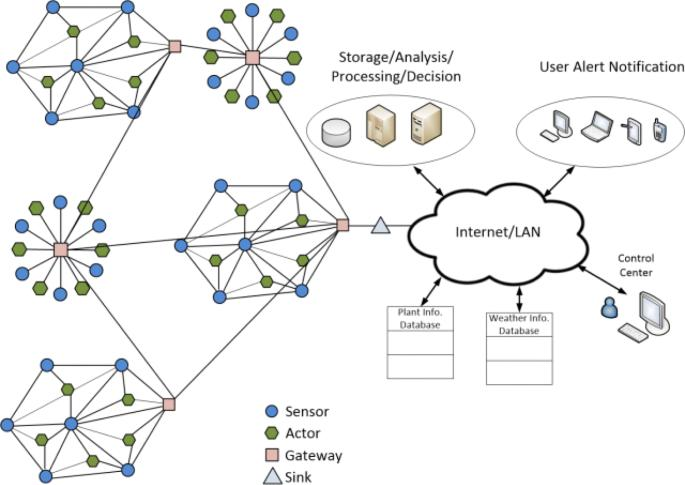 Storage/Analysis/
Processing/Decision
User Alert Notification
Internet/LAN
Control
Center
Plant Info.
Database
Weather Info.
Database
Sensor
Actor
Gateway
Sink